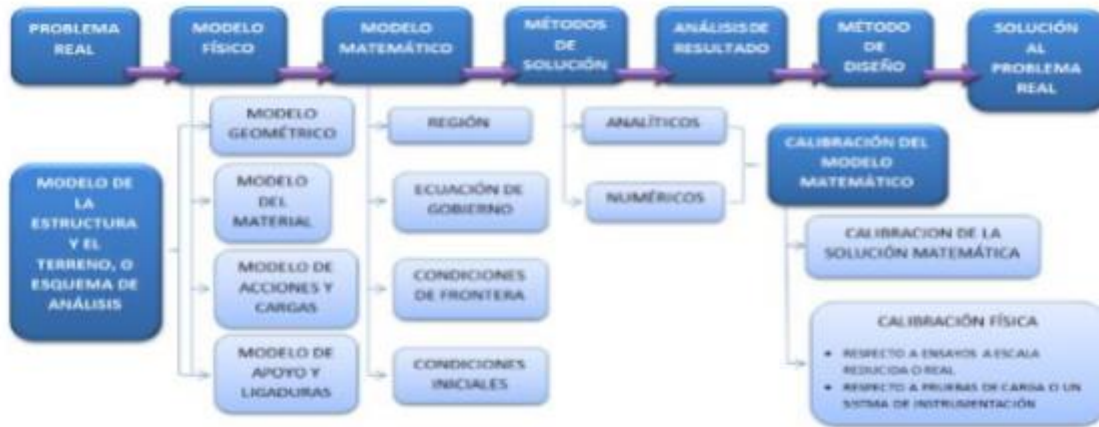 PROBLEMA
REAL
MODELO
FÍSICO
MODELO
MATEMÁTICO
MÉTODOS
DE
SOLUCIÓN
ANÁLISIS DE
RESULTADO
MÉTODO
DE
DISEÑO
SOLUCIÓN
AL
PROBLEMA
REAL
MODELO DE
LA
ESTRUCTURA
Y EL
TERRENO, O
ESQUEMA DE
ANÁLISIS
MODELO
GEOMÉTRICO
MODELO
DEL
MATERIAL
MODELO DE
ACCIONES Y
CARGAS
MODELO DE
APOYO Y
LIGADURAS
REGIÓN
ECUACIÓN DE
GOBIERNO
CONDICIONES
DE FRONTERA
CONDICIONES
INICIALES
ANALÍTICOS
NUMÉRICOS
CALIBRACIÓN DEL
MODELO
MATEMÁTICO
CALIBRACION DE LA
SOLUCIÓN MATEMÁTICA
CALIBRACIÓN FÍSICA
• RESPECTO A ENSAYOS A ESCALA
REDUCIDA O REAL
• RESPECTO A PRUEBAS DE CARGA O UN
SISTIMA DE INSTRUMENTACIÓN